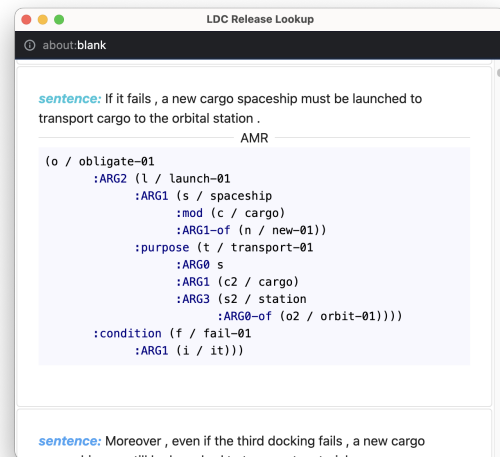 LDC Release Lookup
about:blank
sentence: If it fails , a new cargo spaceship must be launched to
transport cargo to the orbital station .
AMR
(o / obligate-01
:ARG2 (l / launch-01
:ARG1 (s / spaceship
:mod (c / cargo)
:ARG1-of (n / new-01))
:purpose (t / transport-01
:ARG0 s
:ARG1 (c2 / cargo)
:ARG3 (s2 / station
:ARG0-of (o2 / orbit-01))))
:condition (f / fail-01
:ARG1 (i / it)))
sentence: Moreover , even if the third docking fails , a new cargo